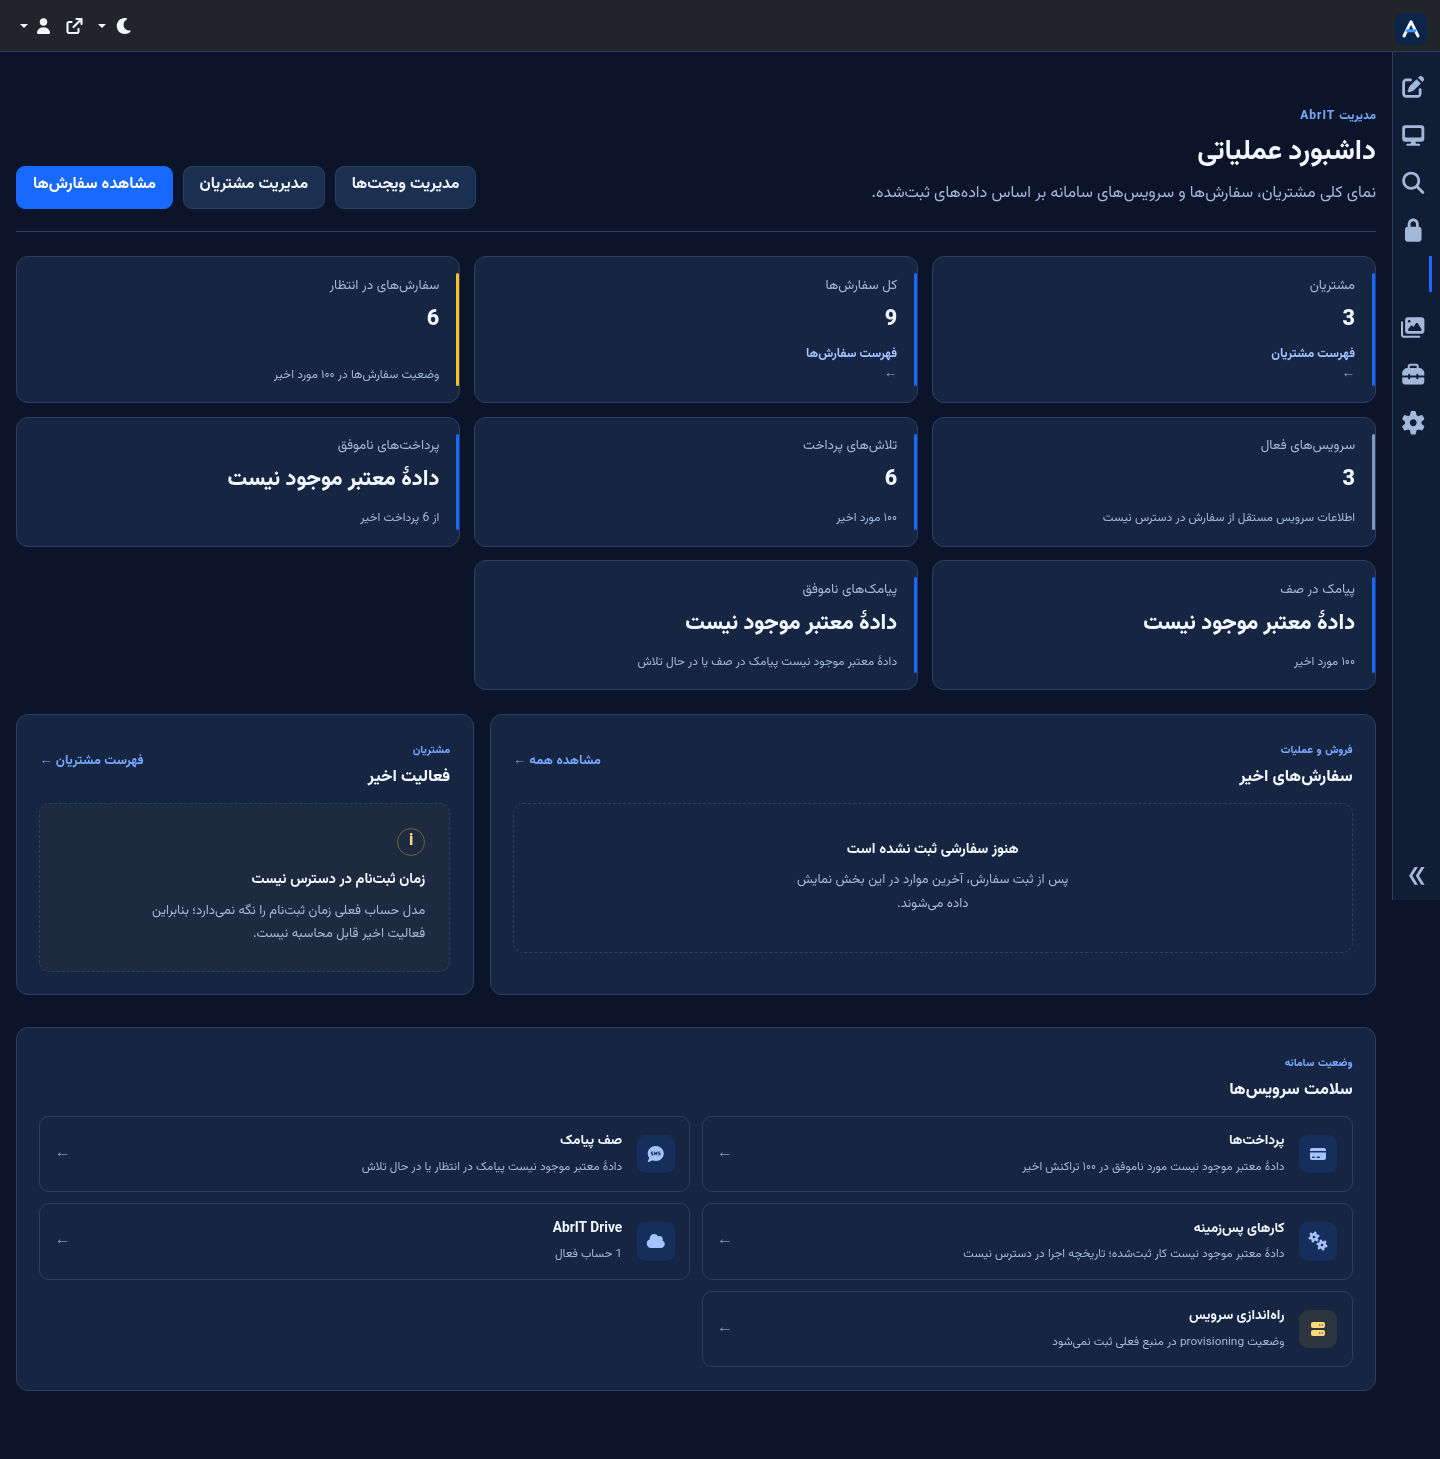 مدیریت AbrIT
داشبورد عملیاتی
نمای کلی مشتریان، سفارش‌ها و سرویس‌های سامانه بر اساس داده‌های ثبت‌شده.
مدیریت ویجت‌ها
مدیریت مشتریان
مشاهده سفارش‌ها
مشتریان
3
فهرست مشتریان
←
کل سفارش‌ها
9
فهرست سفارش‌ها
←
سفارش‌های در انتظار
6
وضعیت سفارش‌ها در ۱۰۰ مورد اخیر
سرویس‌های فعال
3
اطلاعات سرویس مستقل از سفارش در دسترس نیست
تلاش‌های پرداخت
6
۱۰۰ مورد اخیر
پرداخت‌های ناموفق
دادهٔ معتبر موجود نیست
از 6 پرداخت اخیر
پیامک در صف
دادهٔ معتبر موجود نیست
۱۰۰ مورد اخیر
پیامک‌های ناموفق
دادهٔ معتبر موجود نیست
دادهٔ معتبر موجود نیست پیامک در صف یا در حال تلاش
فروش و عملیات
سفارش‌های اخیر
مشاهده همه ←
هنوز سفارشی ثبت نشده است
پس از ثبت سفارش، آخرین موارد در این بخش نمایش
داده می‌شوند.
مشتریان
فعالیت اخیر
فهرست مشتریان ←
i
زمان ثبت‌نام در دسترس نیست
مدل حساب فعلی زمان ثبت‌نام را نگه نمی‌دارد؛ بنابراین
فعالیت اخیر قابل محاسبه نیست.
وضعیت سامانه
سلامت سرویس‌ها
پرداخت‌ها
دادهٔ معتبر موجود نیست مورد ناموفق در ۱۰۰ تراکنش اخیر
←
صف پیامک
دادهٔ معتبر موجود نیست پیامک در انتظار یا در حال تلاش
←
کارهای پس‌زمینه
دادهٔ معتبر موجود نیست کار ثبت‌شده؛ تاریخچه اجرا در دسترس نیست
←
AbrIT Drive
1 حساب فعال
←
راه‌اندازی سرویس
وضعیت provisioning در منبع فعلی ثبت نمی‌شود
←